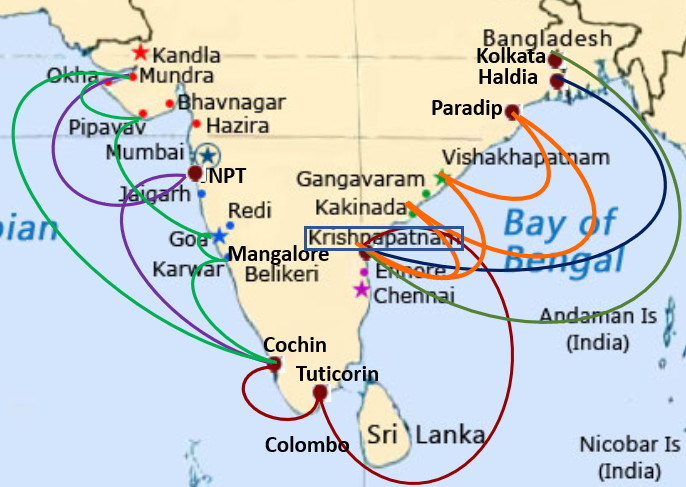 Bangladesh
Kandla
Kolkata
Okha
Mundra
Haldia
Bhavnagar
Paradip
Pipavav
Hazira
Mumbai
Vishakhapatnam
JNPT
Gangavaram
Jaigarh
Kakinada
Redi
Bay of
Bengal
ian
Goa
Krishnapatnam
Mangalore
Karwar
Belikeri
Ennore
Chennai
Andaman Is
(India)
Cochin
Tuticorin
Colombo
Sri Lanka
Nicobar Is
(India)